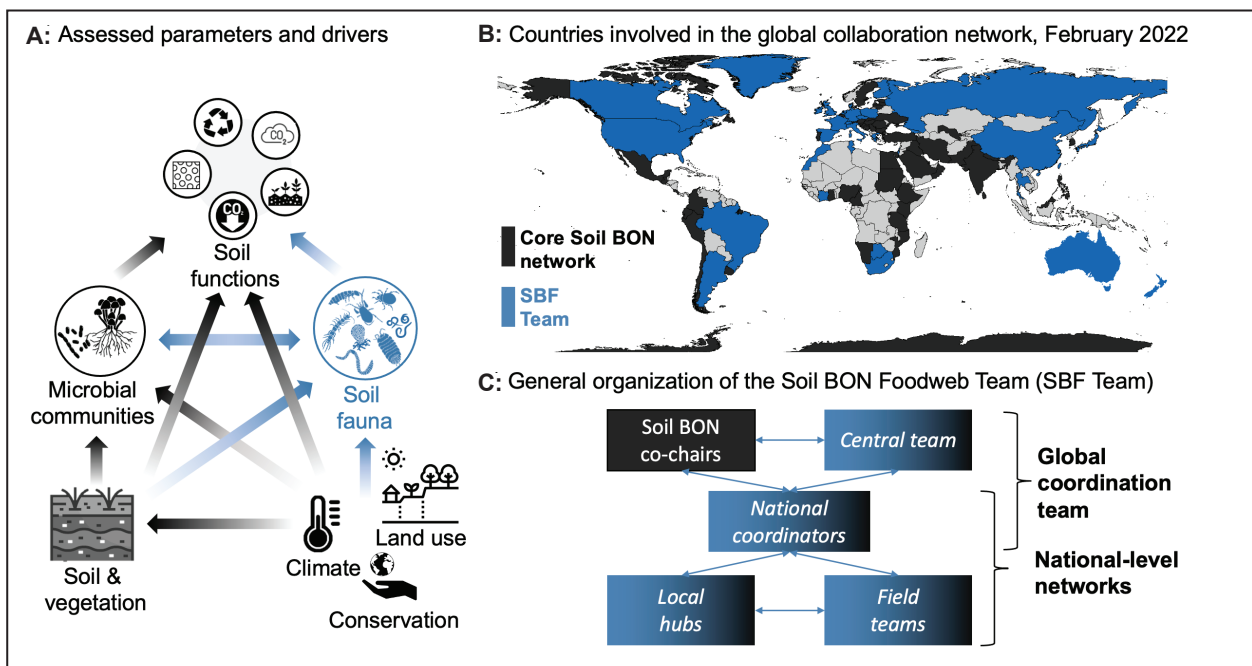 A: Assessed parameters and drivers
CO2
CO2
Soil
functions
Microbial
communities
Soil
fauna
Soil &
vegetation
Climate
Land use
Conservation
B: Countries involved in the global collaboration network, February 2022
Core Soil BON
network
SBF
Team
C: General organization of the Soil BON Foodweb Team (SBF Team)
Soil BON
co-chairs
Central team
National
coordinators
Local
hubs
Field
teams
Global
coordination
team
National-level
networks